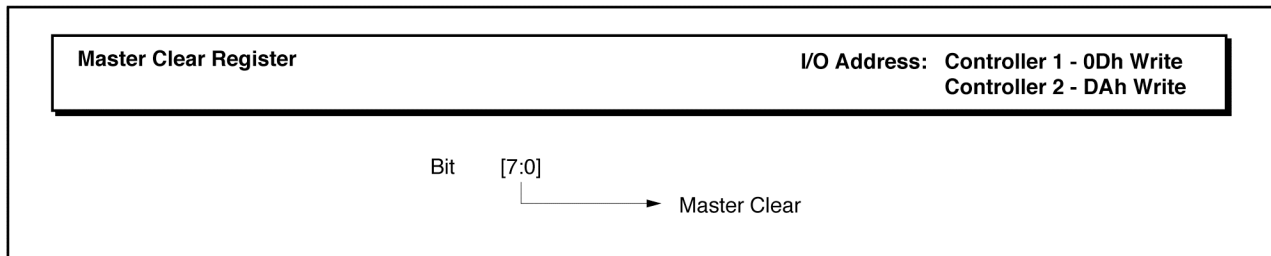 Master Clear Register
I/O Address: Controller 1 - 0Dh Write
Controller 2 - DAh Write
Bit [7:0]
Master Clear